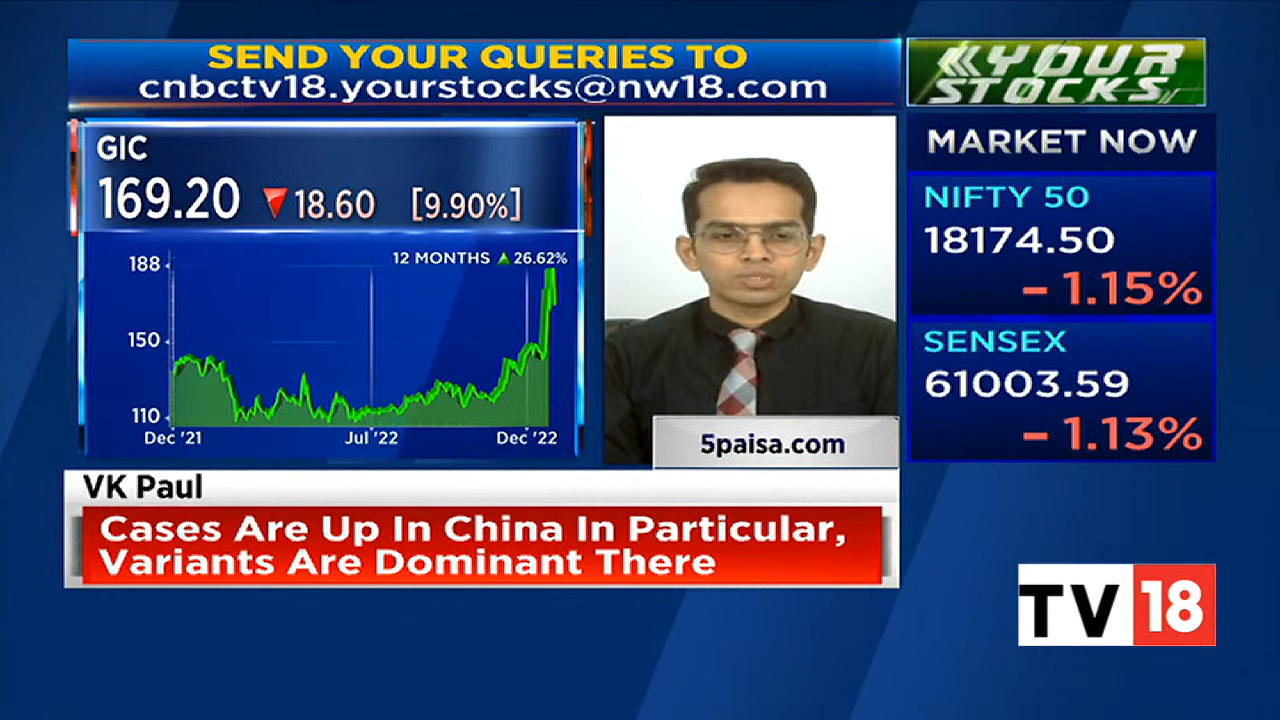 SEND YOUR QUERIES TO
cnbctv18.yourstocks@nw18.com
YOUR
STOCKS
GIC
169.20 ▼18.60 [9.90%]
12 MONTHS ▲ 26.62%
188
150
110
Dec '21 Jul '22 Dec '22
5paisa.com
MARKET NOW
NIFTY 50
18174.50
- 1.15%
SENSEX
61003.59
- 1.13%
VK Paul
Cases Are Up In China In Particular,
Variants Are Dominant There
TV18